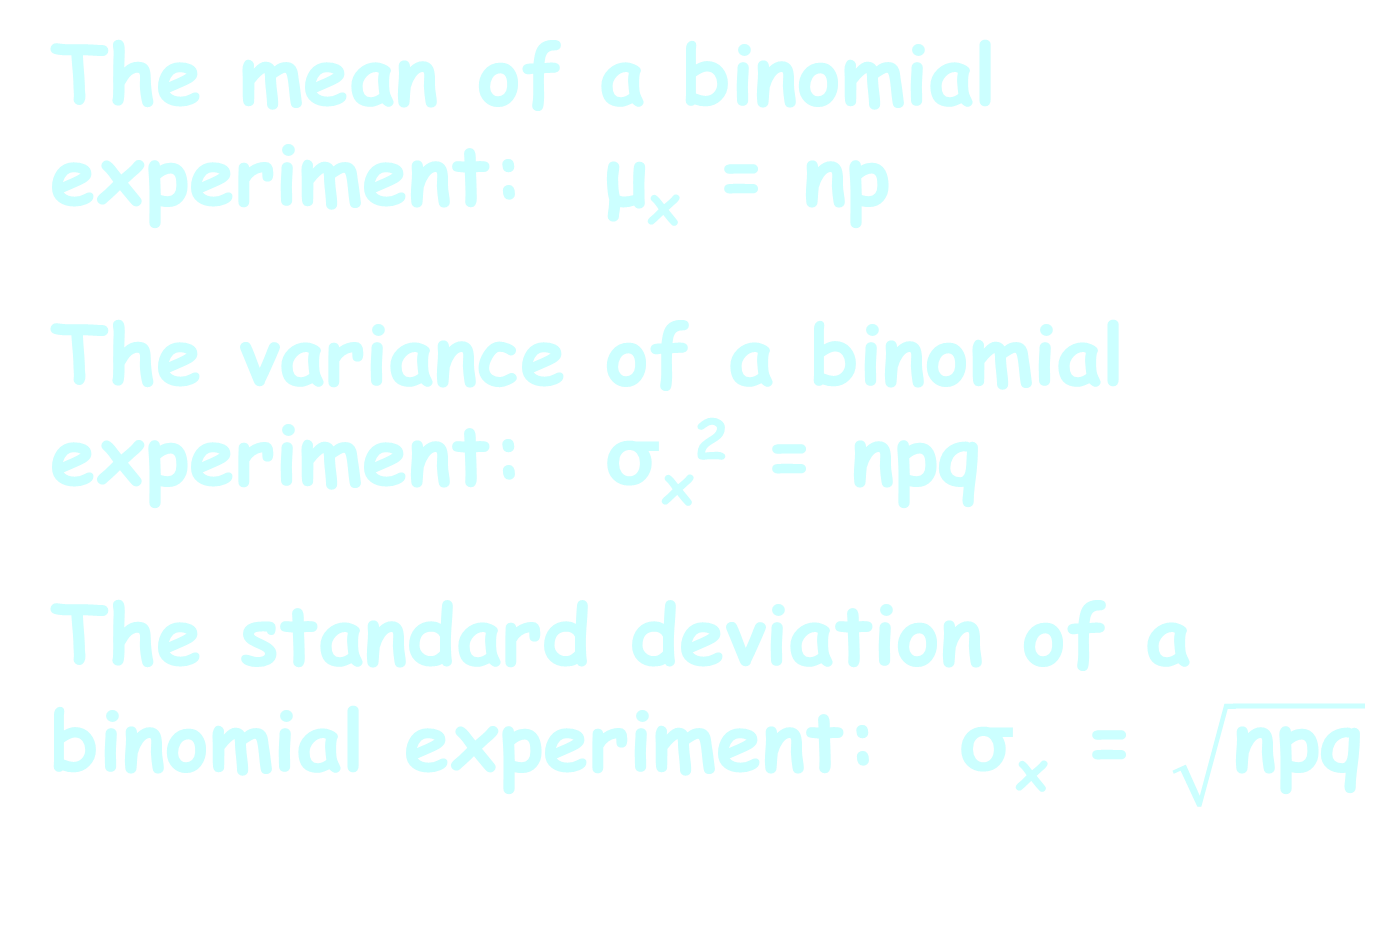 The mean of a binomial
experiment: μₓ = np
The variance of a binomial
experiment: σₓ² = npq
The standard deviation of a
binomial experiment: σₓ = √npq